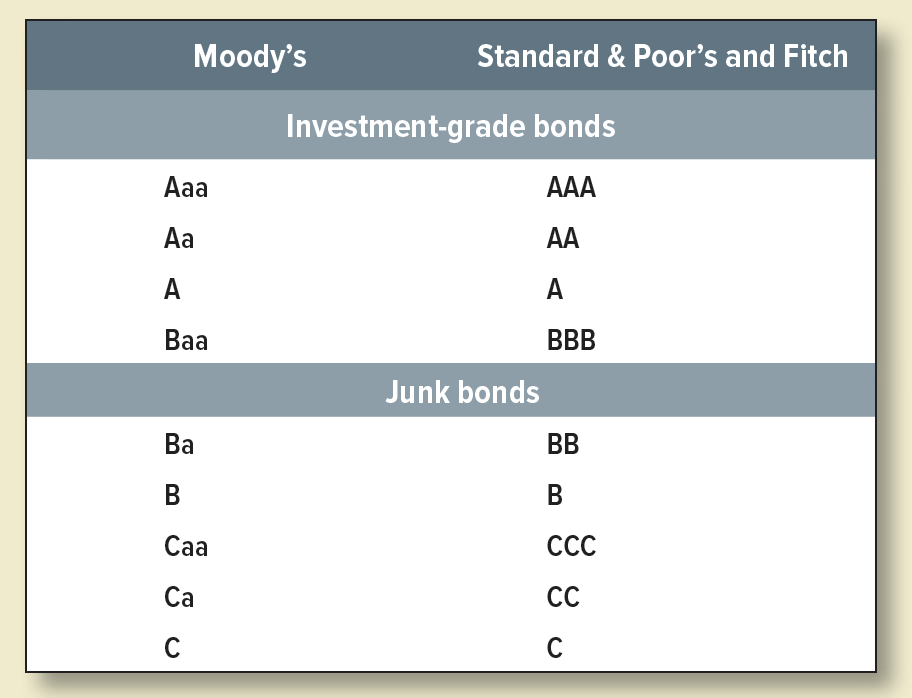 Moody’s Standard & Poor’s and Fitch
Investment-grade bonds
Aaa AAA
Aa AA
A A
Baa BBB
Junk bonds
Ba BB
B B
Caa CCC
Ca CC
C C